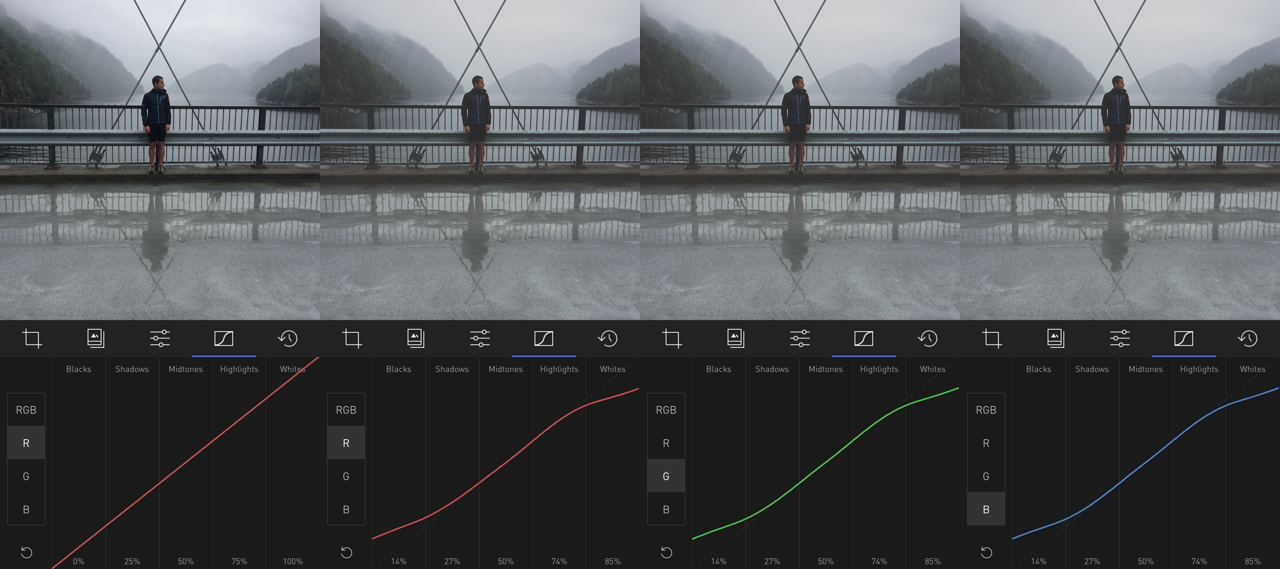 Blacks Shadows Midtones Highlights Whites Blacks Shadows Midtones Highlights Whites Blacks Shadows Midtones Highlights Whites Blacks Shadows Midtones Highlights Whites
RGB RGB RGB RGB
R R R R
G G G G
B B B B
0% 25% 50% 75% 100% 14% 27% 50% 74% 85% 14% 27% 50% 74% 85% 14% 27% 50% 74% 85%